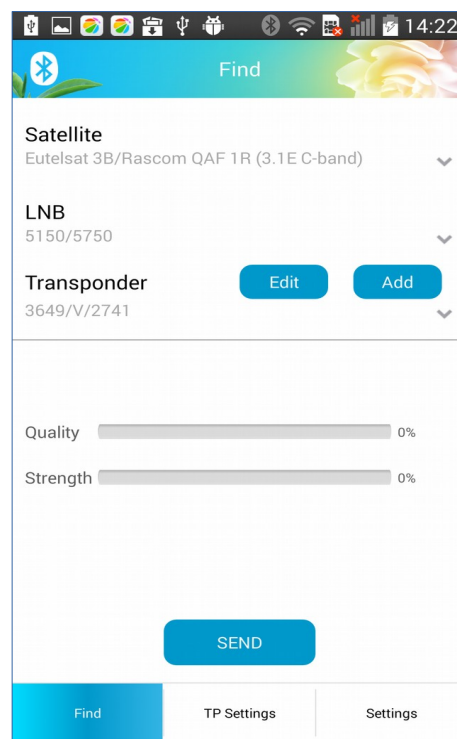 14:22
Find
Satellite
Eutelsat 3B/Rascom QAF 1R (3.1E C-band)
LNB
5150/5750
Transponder
Edit
Add
3649/V/2741
Quality
0%
Strength
0%
SEND
Find
TP Settings
Settings